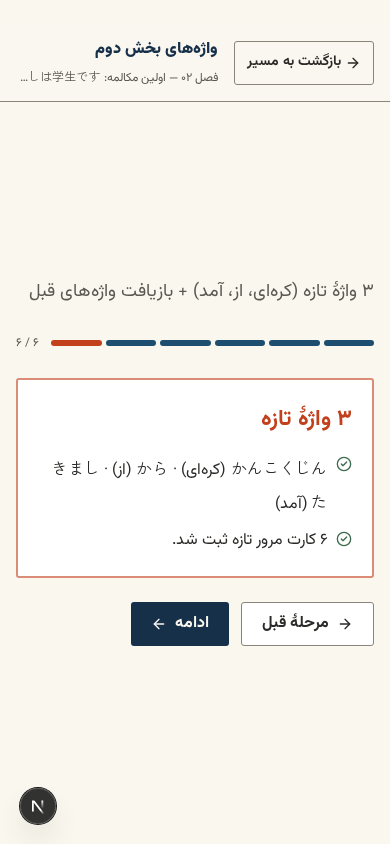 بازگشت به مسیر
واژه‌های بخش دوم
فصل ۰۲ — اولین مکالمه: しは学生です…
۳ واژهٔ تازه (کره‌ای، از، آمد) + بازیافت واژه‌های قبل
۶ / ۶
۳ واژهٔ تازه
かんこくじん (کره‌ای) · から (از) · きまし
た (آمد)
۶ کارت مرور تازه ثبت شد.
مرحلهٔ قبل
ادامه
N